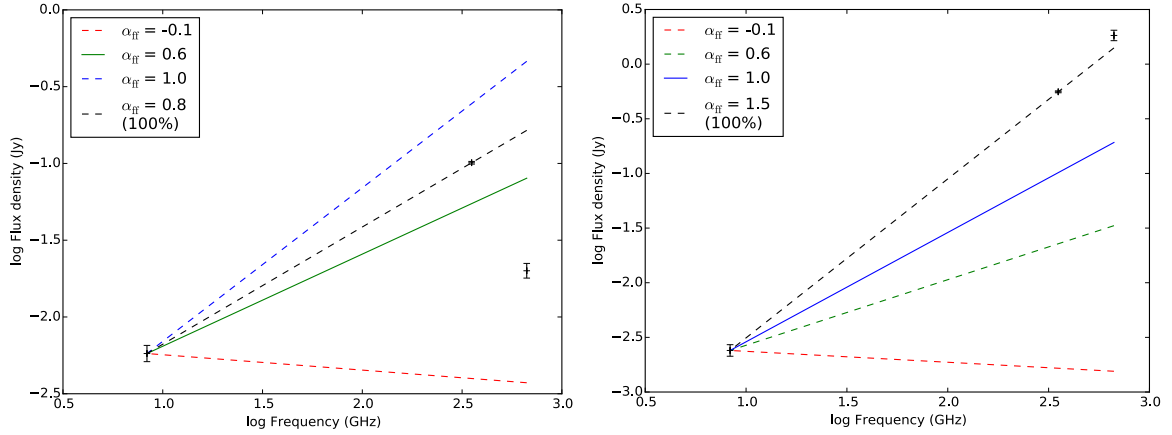 0.0
−0.5
−1.0
−1.5
−2.0
−2.5
log Flux density (Jy)
0.5
1.0
1.5
2.0
2.5
3.0
log Frequency (GHz)
α_ff = -0.1
α_ff = 0.6
α_ff = 1.0
α_ff = 0.8
(100%)
0.5
0.0
−0.5
−1.0
−1.5
−2.0
−2.5
−3.0
log Flux density (Jy)
0.5
1.0
1.5
2.0
2.5
3.0
log Frequency (GHz)
α_ff = -0.1
α_ff = 0.6
α_ff = 1.0
α_ff = 1.5
(100%)